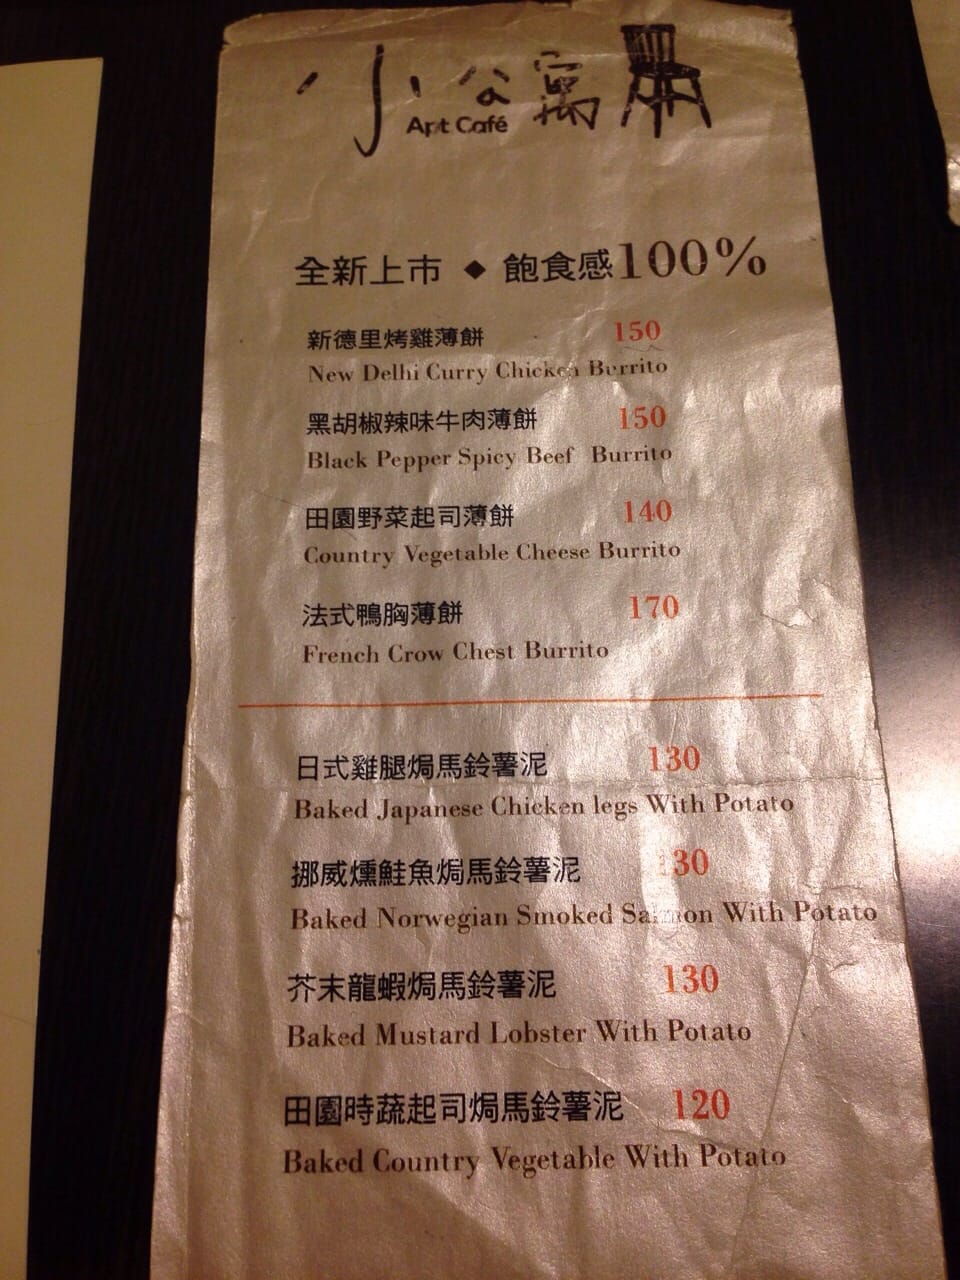 小公寓
Apt Café
全新上市 ◆ 飽食感100%
新德里烤雞薄餅 150
New Delhi Curry Chicken Burrito
黑胡椒辣味牛肉薄餅 150
Black Pepper Spicy Beef Burrito
田園野菜起司薄餅 140
Country Vegetable Cheese Burrito
法式鴨胸薄餅 170
French Crow Chest Burrito
日式雞腿焗馬鈴薯泥 130
Baked Japanese Chicken legs With Potato
挪威燻鮭魚焗馬鈴薯泥 130
Baked Norwegian Smoked Salmon With Potato
芥末龍蝦焗馬鈴薯泥 130
Baked Mustard Lobster With Potato
田園時蔬起司焗馬鈴薯泥 120
Baked Country Vegetable With Potato